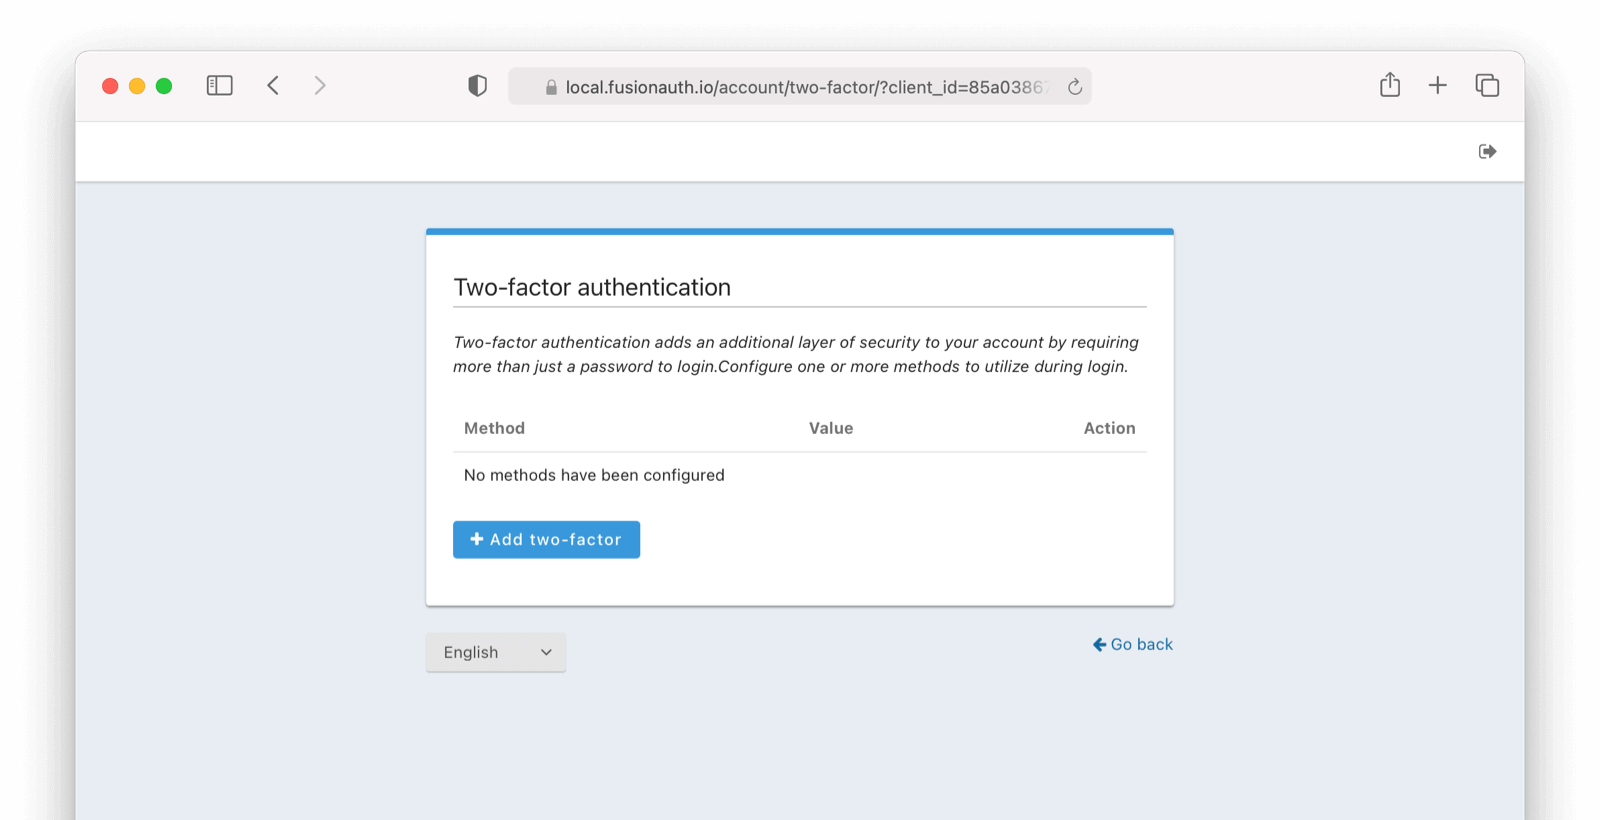 local.fusionauth.io/account/two-factor/?client_id=85a0386
Two-factor authentication
Two-factor authentication adds an additional layer of security to your account by requiring
more than just a password to login.Configure one or more methods to utilize during login.
Method Value Action
No methods have been configured
Add two-factor
English
Go back